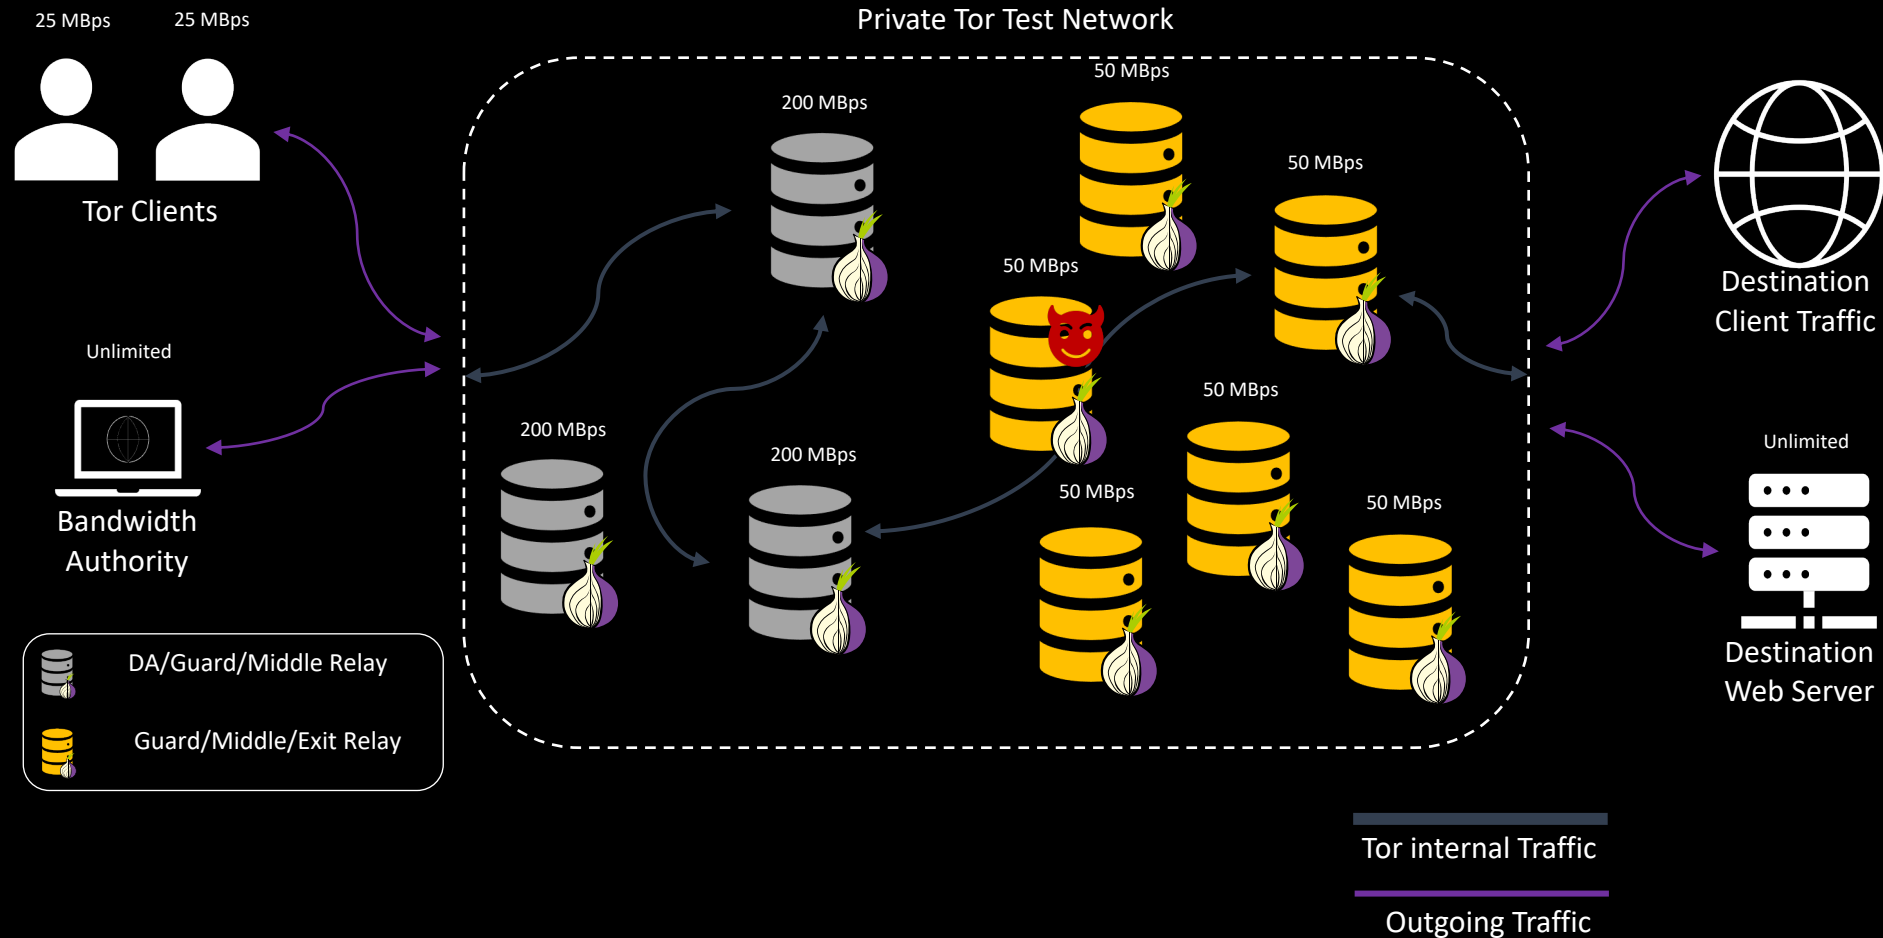 25 MBps
25 MBps
Private Tor Test Network
50 MBps
200 MBps
50 MBps
Tor Clients
50 MBps
Destination
Client Traffic
Unlimited
50 MBps
200 MBps
200 MBps
Unlimited
50 MBps
50 MBps
Bandwidth
Authority
Destination
Web Server
DA/Guard/Middle Relay
Guard/Middle/Exit Relay
Tor internal Traffic
Outgoing Traffic